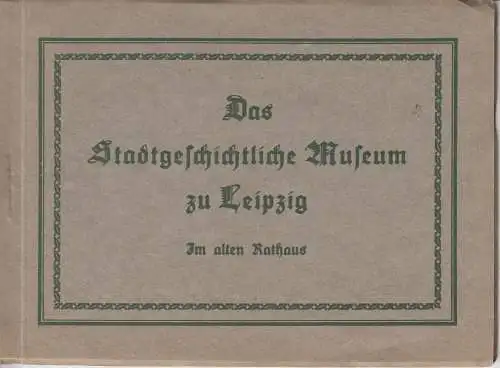 Das
Stadtgeschichtliche Museum
zu Leipzig
Im alten Rathaus